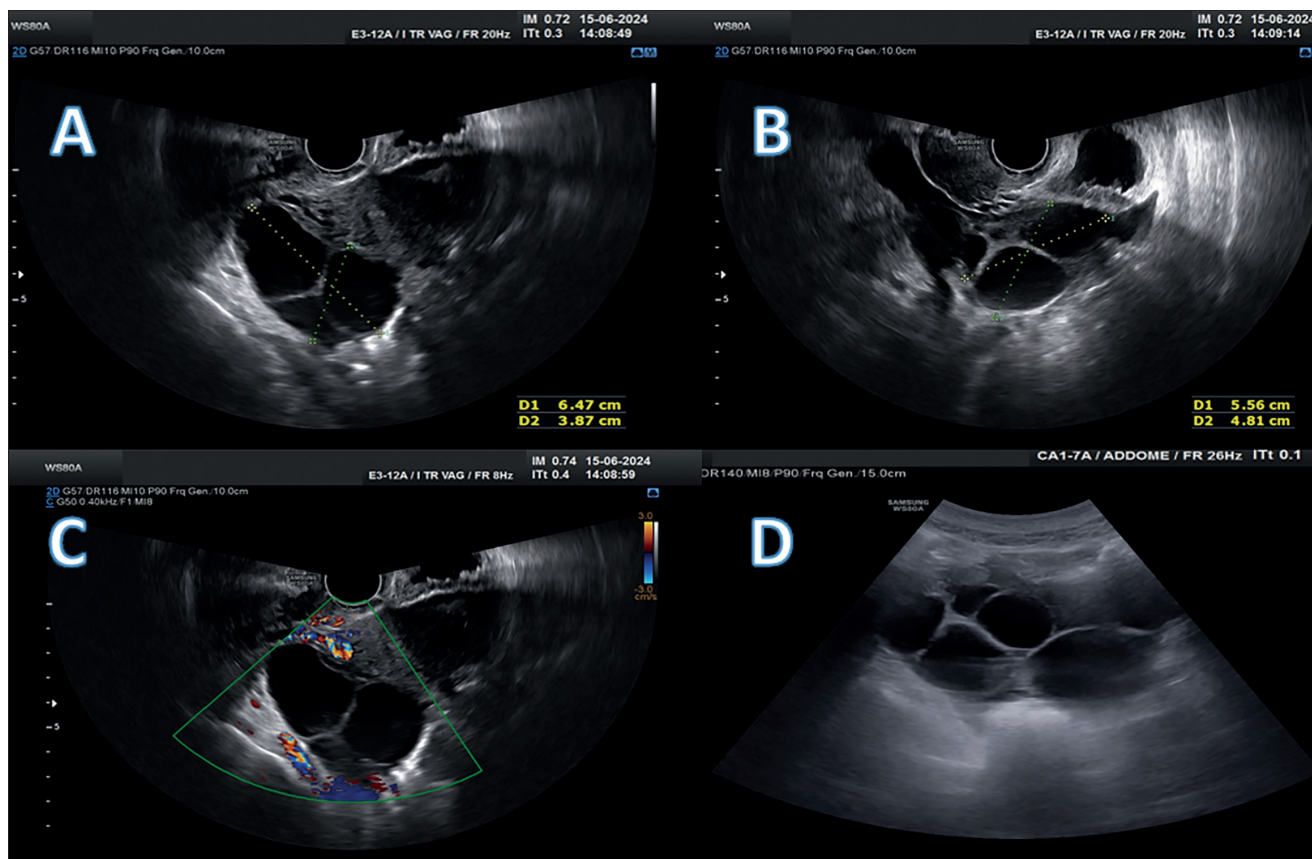 WS80A
E3-12A / I TR VAG / FR 20Hz
IM 0.72 15-06-2024
ITt 0.3 14:08:49
2D G57/DR116/MI10/P90 Frq Gen./10.0cm
A
SAMSUNG
WS80A
5
D1 6.47 cm
D2 3.87 cm
WS80A
E3-12A / I TR VAG / FR 20Hz
IM 0.72 15-06-2024
ITt 0.3 14:09:14
2D G57/DR116/MI10/P90 Frq Gen./10.0cm
B
SAMSUNG
WS80A
5
D1 5.56 cm
D2 4.81 cm
WS80A
E3-12A / I TR VAG / FR 8Hz
IM 0.74 15-06-2024
ITt 0.4 14:08:59
2D G57/DR116/MI10/P90 Frq Gen./10.0cm
C G50/0.40kHz/F1/MI8
C
3.0
-3.0
cm/s
SAMSUNG
WS80A
5
CA1-7A / ADDOME / FR 26Hz ITt 0.1
DR140/MI8/P90/Frq Gen./15.0cm
SAMSUNG
WS80A
D